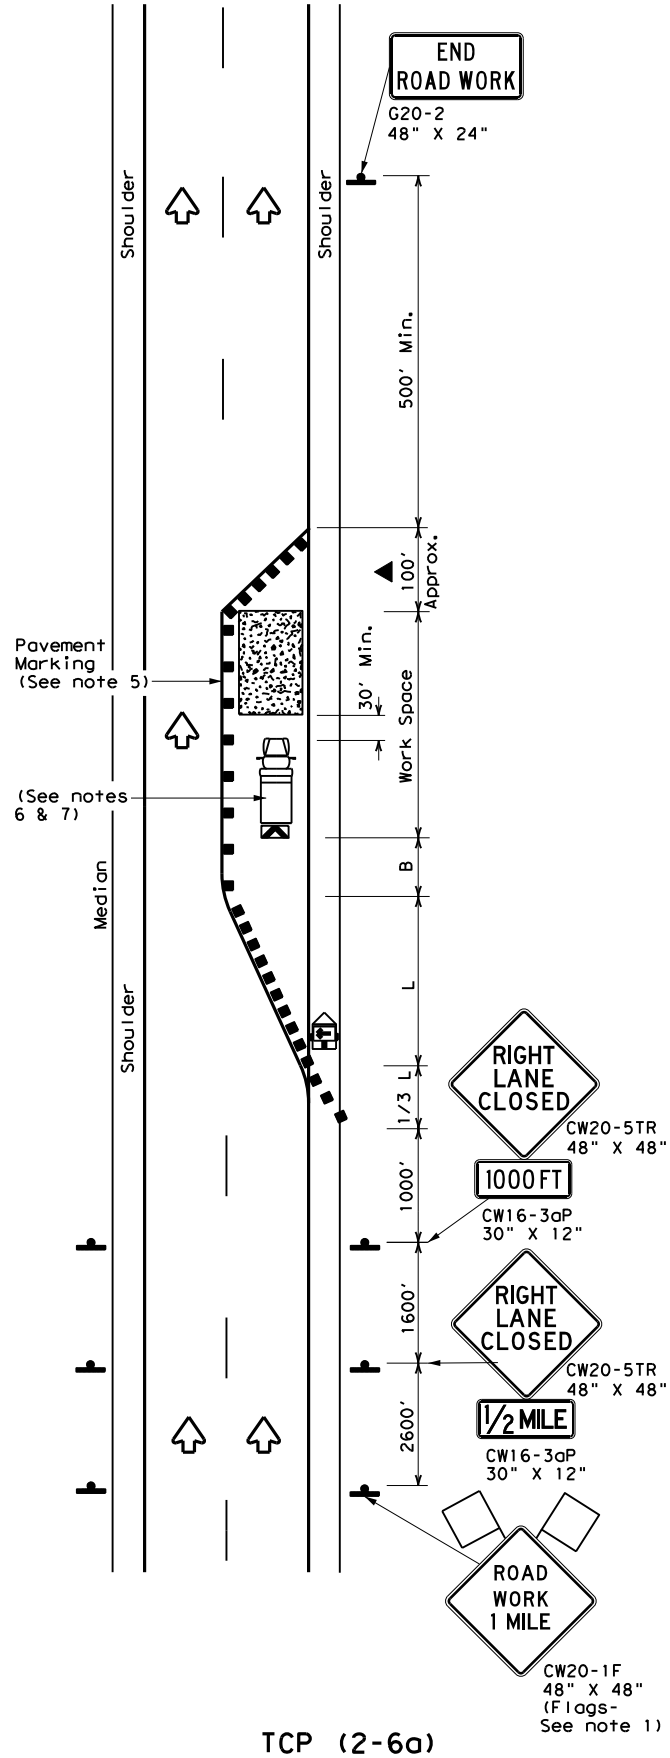 END
ROAD WORK
G20-2
48" X 24"
Shoulder
Shoulder
500' Min.
100'
Approx.
Pavement
Marking
(See note 5)
30' Min.
Work Space
(See notes
6 & 7)
B
Median
L
Shoulder
1/3 L
RIGHT
LANE
CLOSED
CW20-5TR
48" X 48"
1000 FT
CW16-3aP
30" X 12"
1000'
1600'
RIGHT
LANE
CLOSED
CW20-5TR
48" X 48"
1/2 MILE
CW16-3aP
30" X 12"
2600'
ROAD
WORK
1 MILE
CW20-1F
48" X 48"
(Flags-
See note 1)
TCP (2-6a)